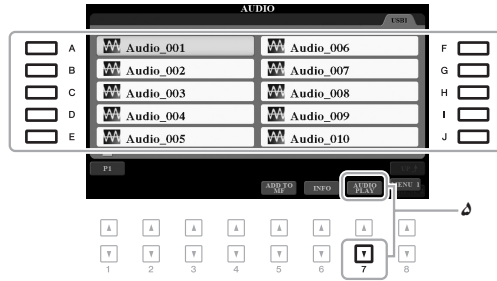 AUDIO
USB1
A Audio_001 Audio_006 F
B Audio_002 Audio_007 G
C Audio_003 Audio_008 H
D Audio_004 Audio_009 I
E Audio_005 Audio_010 J
P1 UP
ADD TO MF INFO AUDIO PLAY MENU 1
۵
1 2 3 4 5 6 7 8